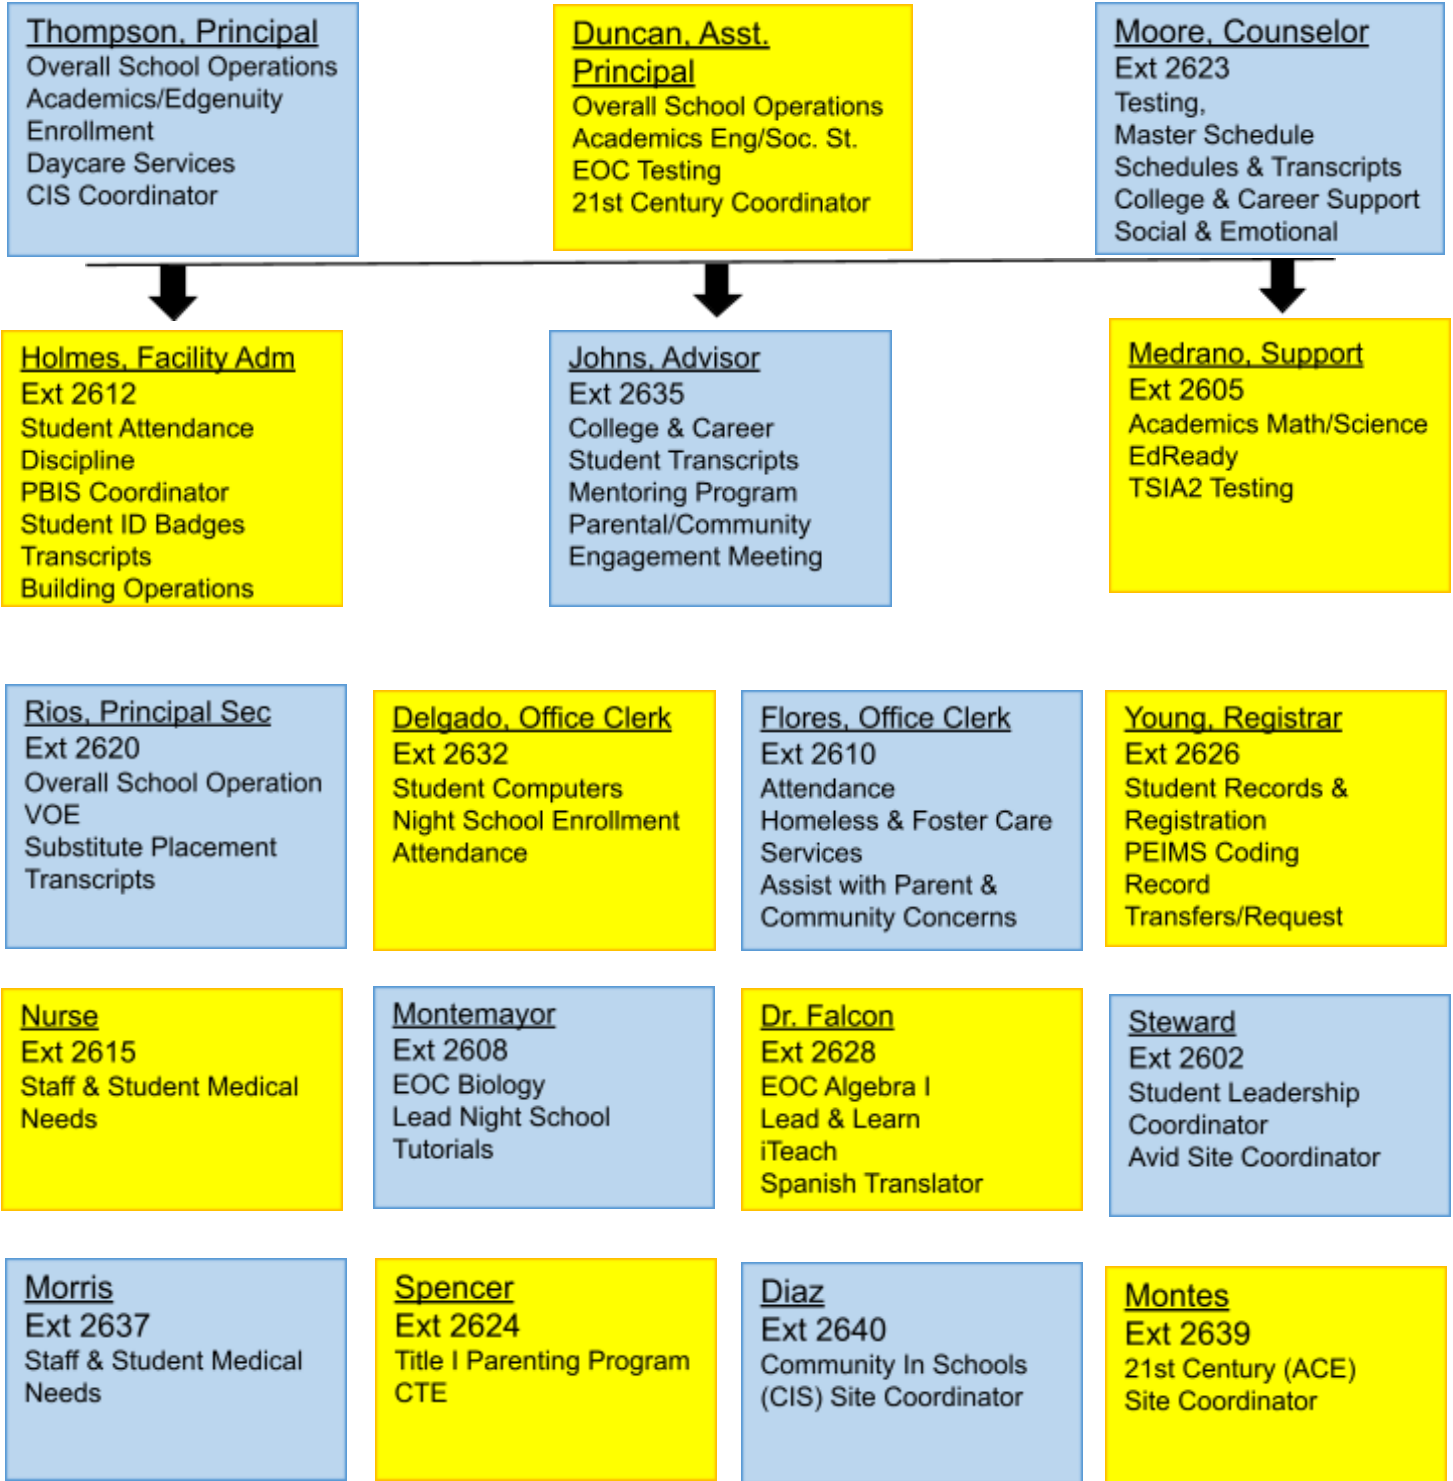 Thompson, Principal
Overall School Operations
Academics/Edgenuity
Enrollment
Daycare Services
CIS Coordinator
Duncan, Asst.
Principal
Overall School Operations
Academics Eng/Soc. St.
EOC Testing
21st Century Coordinator
Moore, Counselor
Ext 2623
Testing,
Master Schedule
Schedules & Transcripts
College & Career Support
Social & Emotional
Holmes, Facility Adm
Ext 2612
Student Attendance
Discipline
PBIS Coordinator
Student ID Badges
Transcripts
Building Operations
Johns, Advisor
Ext 2635
College & Career
Student Transcripts
Mentoring Program
Parental/Community
Engagement Meeting
Medrano, Support
Ext 2605
Academics Math/Science
EdReady
TSIA2 Testing
Rios, Principal Sec
Ext 2620
Overall School Operation
VOE
Substitute Placement
Transcripts
Delgado, Office Clerk
Ext 2632
Student Computers
Night School Enrollment
Attendance
Flores, Office Clerk
Ext 2610
Attendance
Homeless & Foster Care
Services
Assist with Parent &
Community Concerns
Young, Registrar
Ext 2626
Student Records &
Registration
PEIMS Coding
Record
Transfers/Request
Nurse
Ext 2615
Staff & Student Medical
Needs
Montemayor
Ext 2608
EOC Biology
Lead Night School
Tutorials
Dr. Falcon
Ext 2628
EOC Algebra I
Lead & Learn
iTeach
Spanish Translator
Steward
Ext 2602
Student Leadership
Coordinator
Avid Site Coordinator
Morris
Ext 2637
Staff & Student Medical
Needs
Spencer
Ext 2624
Title I Parenting Program
CTE
Diaz
Ext 2640
Community In Schools
(CIS) Site Coordinator
Montes
Ext 2639
21st Century (ACE)
Site Coordinator